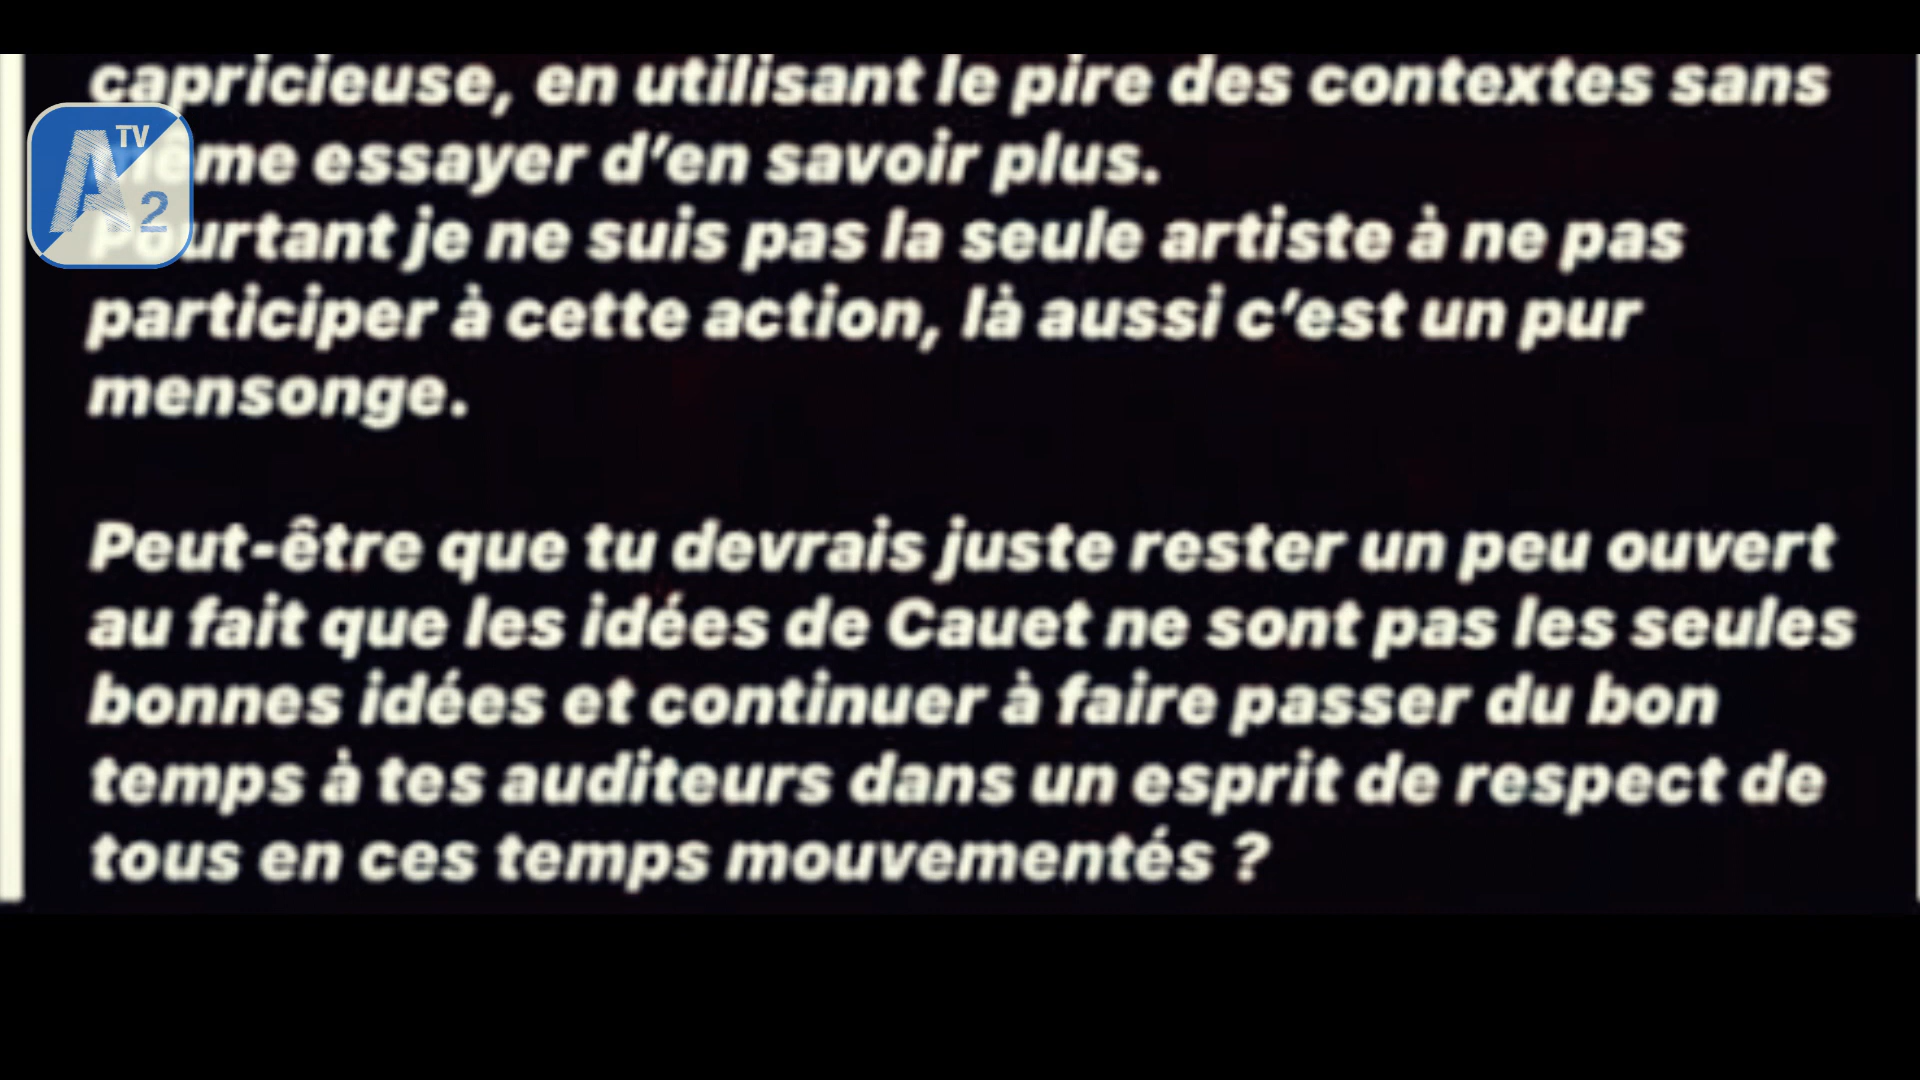 capricieuse, en utilisant le pire des contextes sans
même essayer d'en savoir plus.
Pourtant je ne suis pas la seule artiste à ne pas
participer à cette action, là aussi c'est un pur
mensonge.
Peut-être que tu devrais juste rester un peu ouvert
au fait que les idées de Cauet ne sont pas les seules
bonnes idées et continuer à faire passer du bon
temps à tes auditeurs dans un esprit de respect de
tous en ces temps mouvementés ?
A TV 2